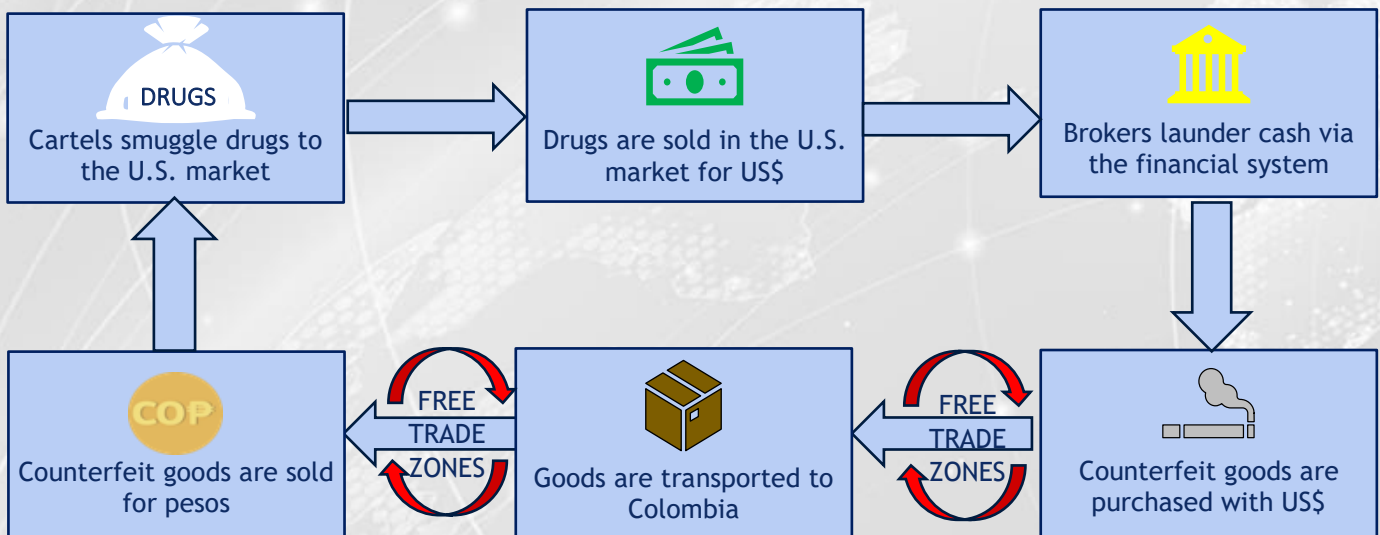 DRUGS
Cartels smuggle drugs to
the U.S. market
Drugs are sold in the U.S.
market for US$
Brokers launder cash via
the financial system
COP
Counterfeit goods are sold
for pesos
FREE
TRADE
ZONES
Goods are transported to
Colombia
FREE
TRADE
ZONES
Counterfeit goods are
purchased with US$